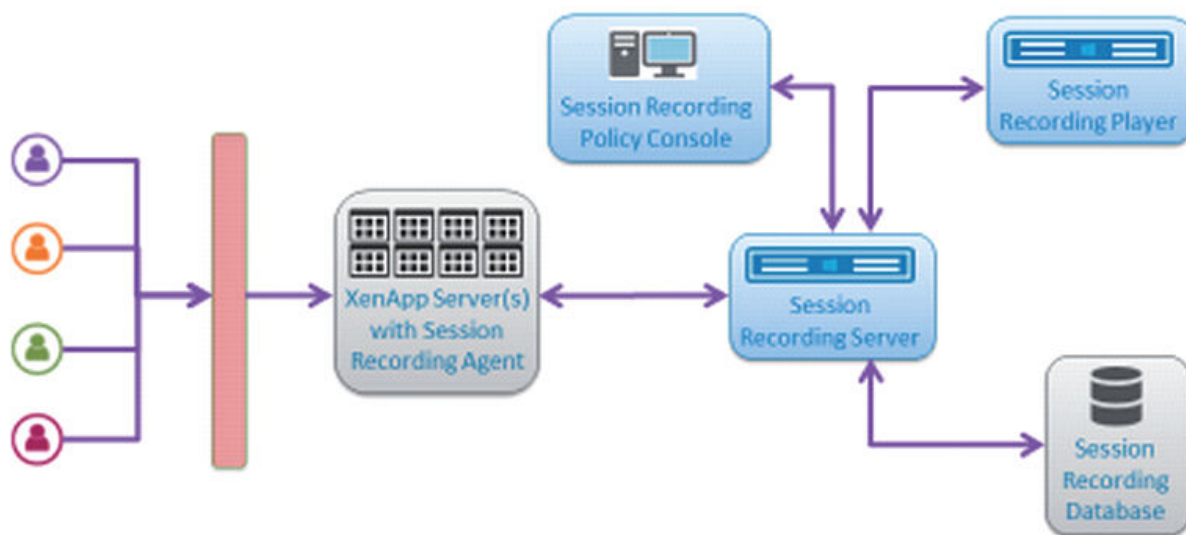 Session Recording
Policy Console
Session
Recording Player
XenApp Server(s)
with Session
Recording Agent
Session
Recording Server
Session
Recording
Database